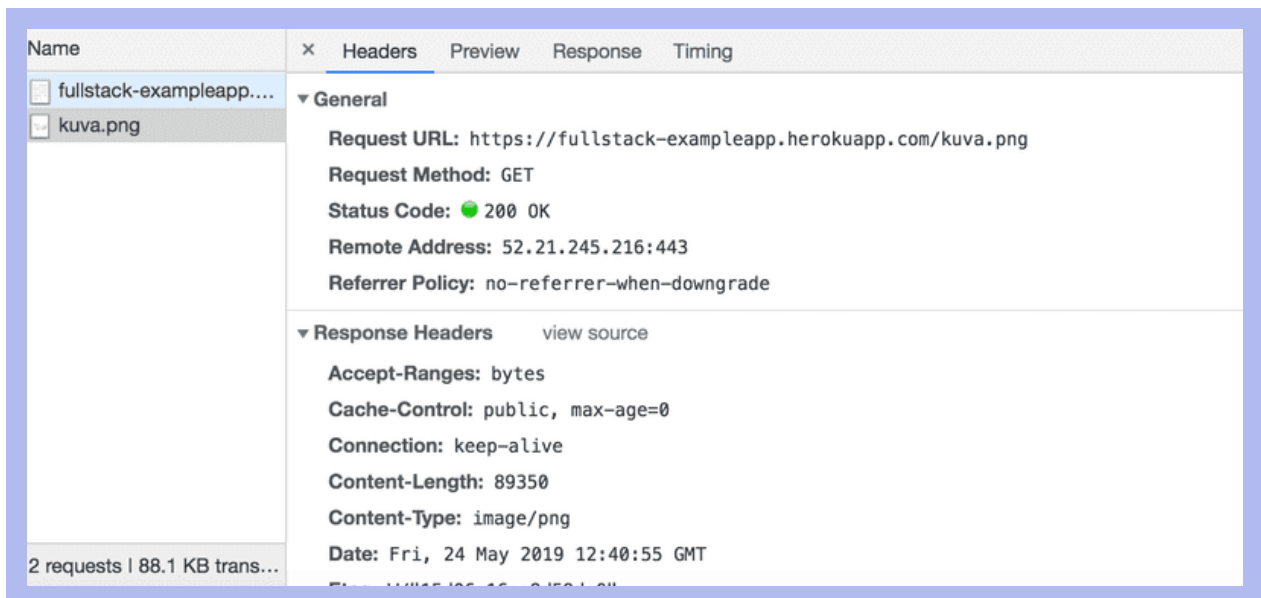 Name
× Headers Preview Response Timing
fullstack-exampleapp....
kuva.png
General
Request URL: https://fullstack-exampleapp.herokuapp.com/kuva.png
Request Method: GET
Status Code: 200 OK
Remote Address: 52.21.245.216:443
Referrer Policy: no-referrer-when-downgrade
Response Headers view source
Accept-Ranges: bytes
Cache-Control: public, max-age=0
Connection: keep-alive
Content-Length: 89350
Content-Type: image/png
Date: Fri, 24 May 2019 12:40:55 GMT
2 requests | 88.1 KB trans...